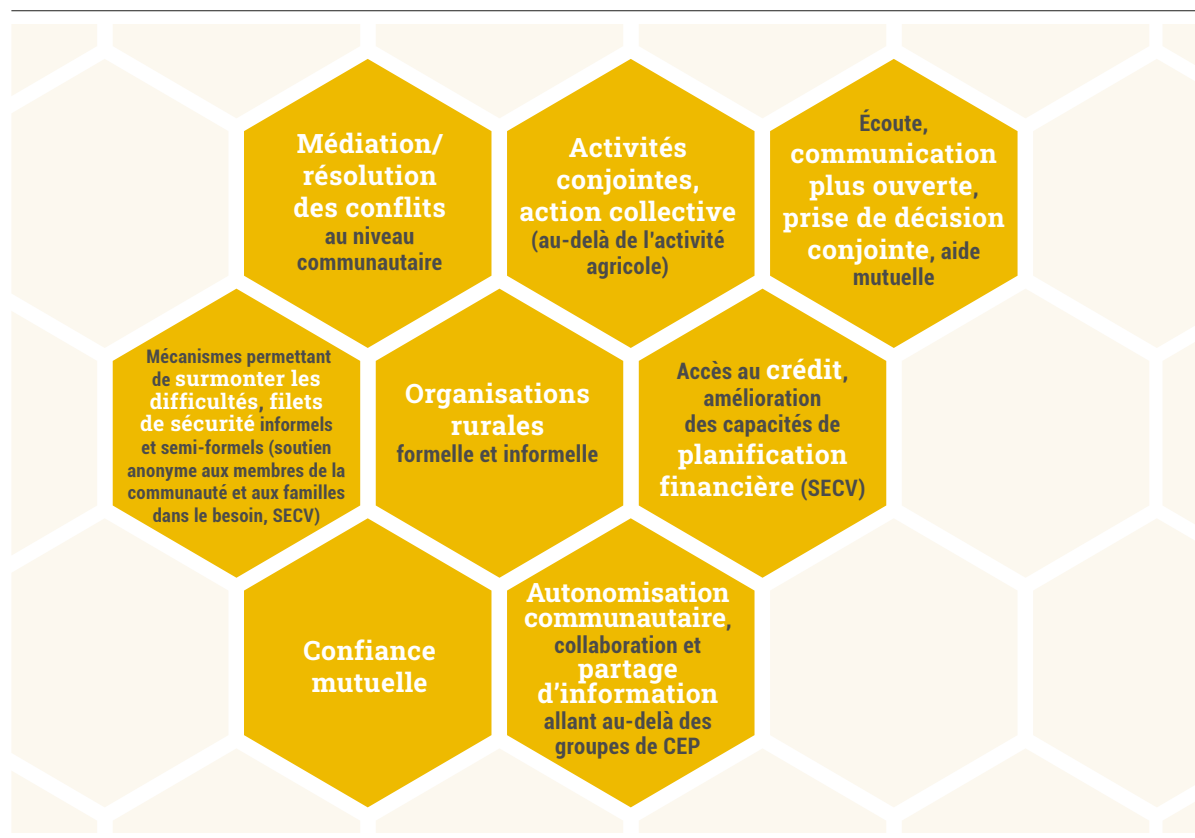 Médiation/
résolution
des conflits
au niveau
communautaire
Activités
conjointes,
action collective
(au-delà de l'activité
agricole)
Écoute,
communication
plus ouverte,
prise de décision
conjointe, aide
mutuelle
Mécanismes permettant
de surmonter les
difficultés, filets
de sécurité informels
et semi-formels (soutien
anonyme aux membres de la
communauté et aux familles
dans le besoin, SECV)
Organisations
rurales
formelle et informelle
Accès au crédit,
amélioration
des capacités de
planification
financière (SECV)
Confiance
mutuelle
Autonomisation
communautaire,
collaboration et
partage
d'information
allant au-delà des
groupes de CEP